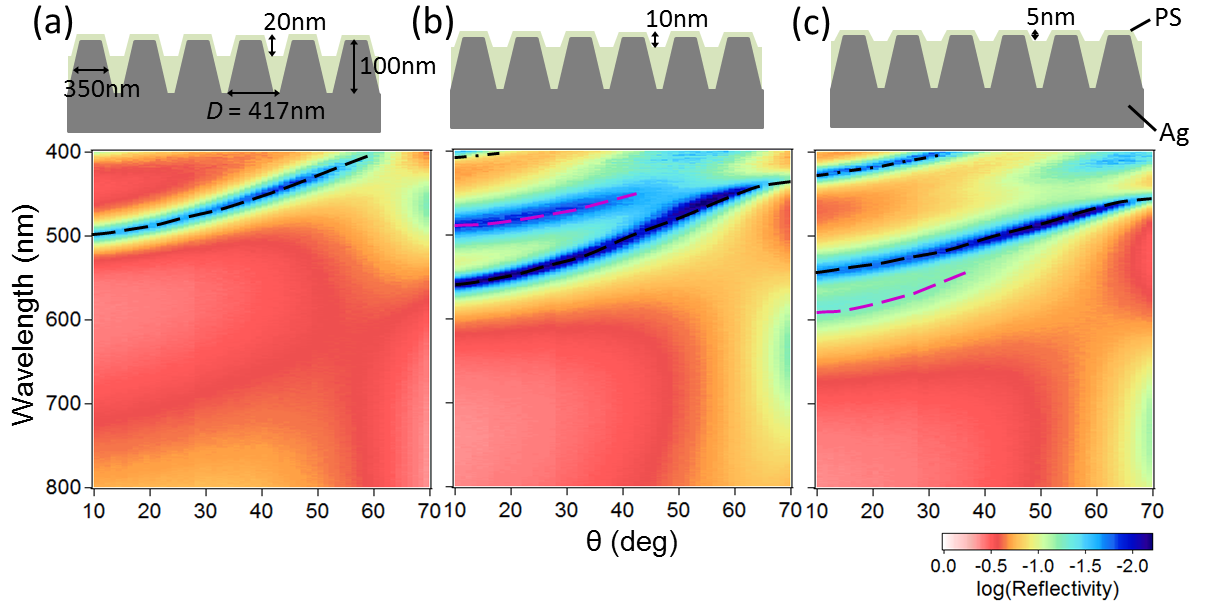 (a)
20nm
350nm
100nm
D = 417nm
(b)
10nm
(c)
5nm
PS
Ag
Wavelength (nm)
400
500
600
700
800
10 20 30 40 50 60 70
10 20 30 40 50 60 70
10 20 30 40 50 60 70
θ (deg)
0.0 -0.5 -1.0 -1.5 -2.0
log(Reflectivity)